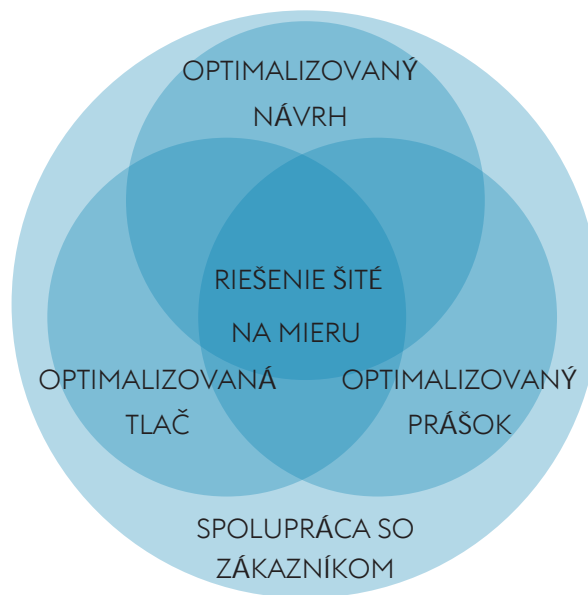 OPTIMALIZOVANÝ
NÁVRH
RIEŠENIE ŠITÉ
NA MIERU
OPTIMALIZOVANÁ
TLAČ
OPTIMALIZOVANÝ
PRÁŠOK
SPOLUPRÁCA SO
ZÁKAZNÍKOM